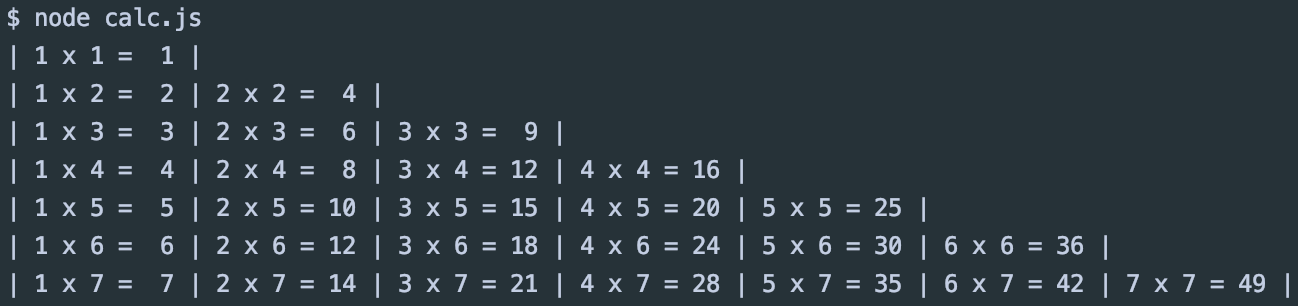 $ node calc.js
| 1 x 1 =  1 |
| 1 x 2 =  2 | 2 x 2 =  4 |
| 1 x 3 =  3 | 2 x 3 =  6 | 3 x 3 =  9 |
| 1 x 4 =  4 | 2 x 4 =  8 | 3 x 4 = 12 | 4 x 4 = 16 |
| 1 x 5 =  5 | 2 x 5 = 10 | 3 x 5 = 15 | 4 x 5 = 20 | 5 x 5 = 25 |
| 1 x 6 =  6 | 2 x 6 = 12 | 3 x 6 = 18 | 4 x 6 = 24 | 5 x 6 = 30 | 6 x 6 = 36 |
| 1 x 7 =  7 | 2 x 7 = 14 | 3 x 7 = 21 | 4 x 7 = 28 | 5 x 7 = 35 | 6 x 7 = 42 | 7 x 7 = 49 |